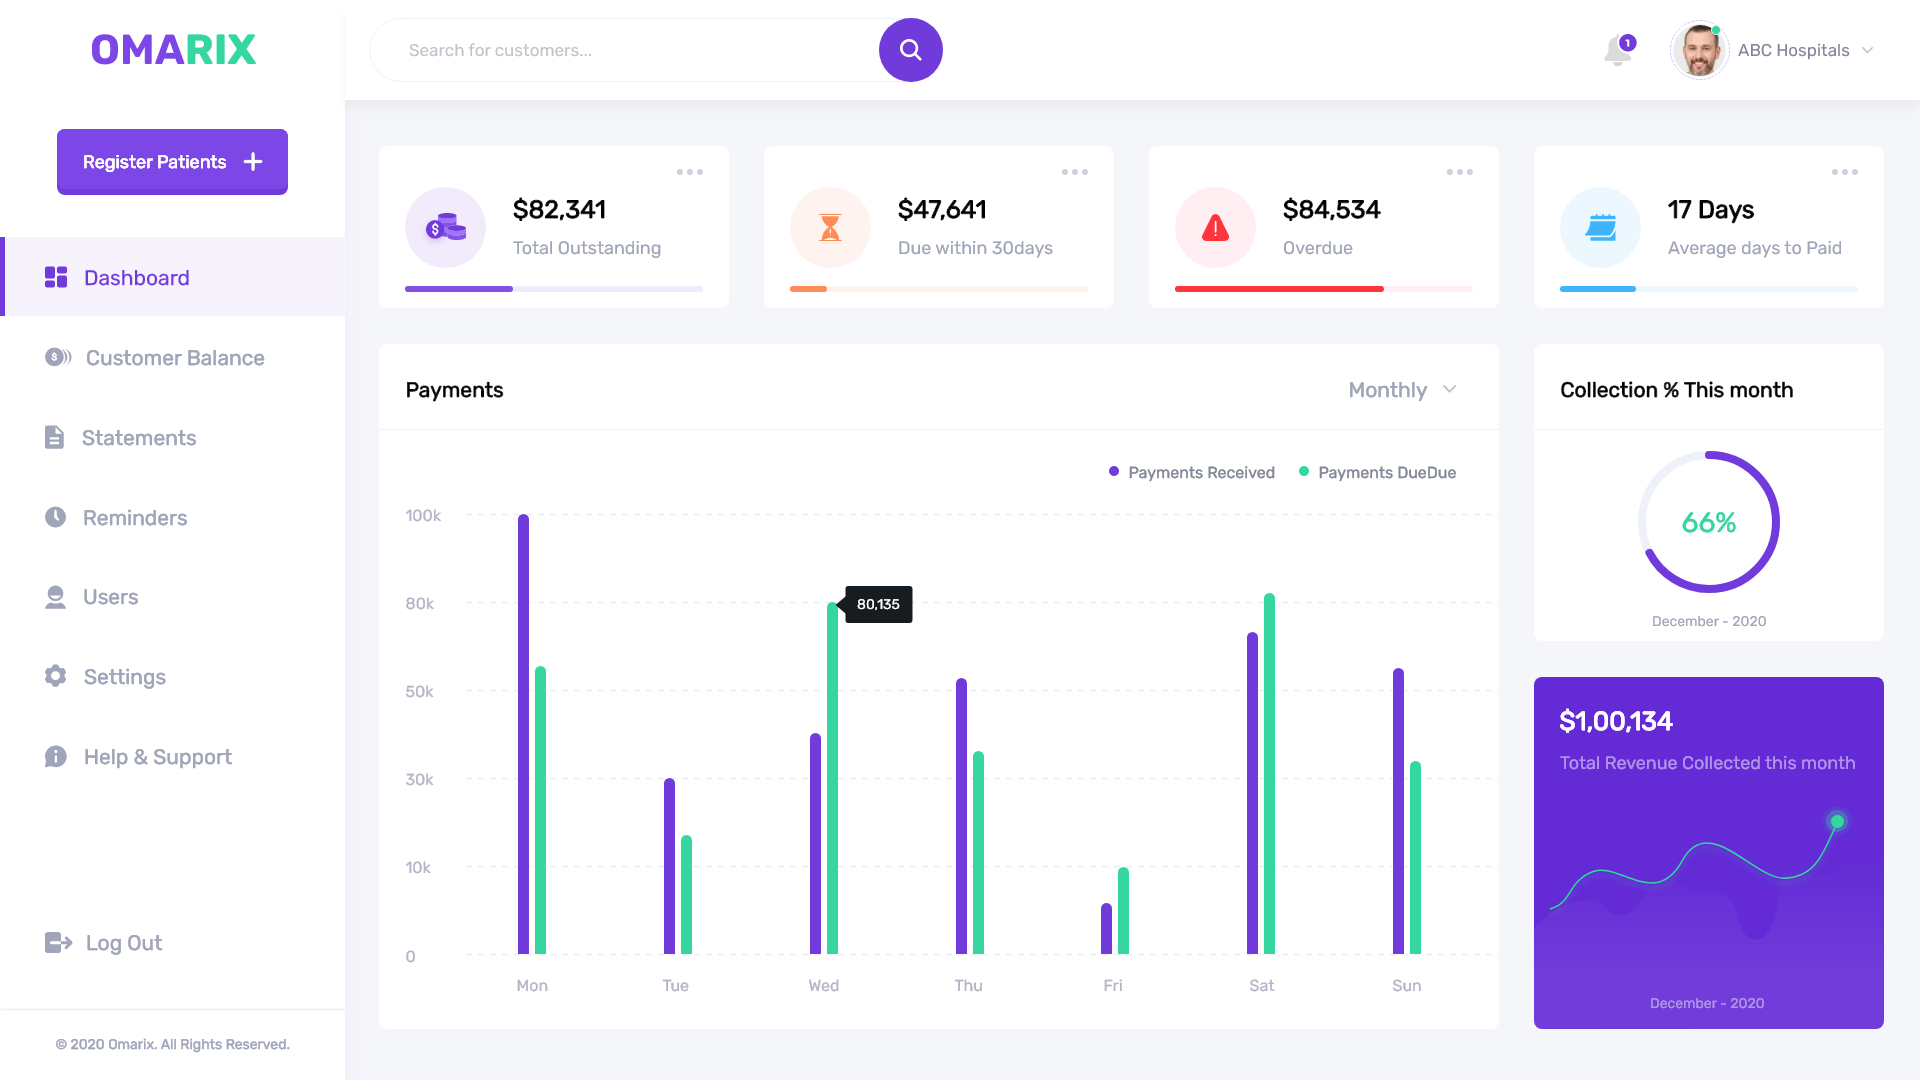 OMARIX
Search for customers...
1
ABC Hospitals
Register Patients
Dashboard
Customer Balance
Statements
Reminders
Users
Settings
Help & Support
Log Out
© 2020 Omarix. All Rights Reserved.
$82,341
Total Outstanding
$47,641
Due within 30days
$84,534
Overdue
17 Days
Average days to Paid
Payments
Monthly
Payments Received
Payments DueDue
100k
80k
50k
30k
10k
0
80,135
Mon Tue Wed Thu Fri Sat Sun
Collection % This month
66%
December - 2020
$1,00,134
Total Revenue Collected this month
December - 2020